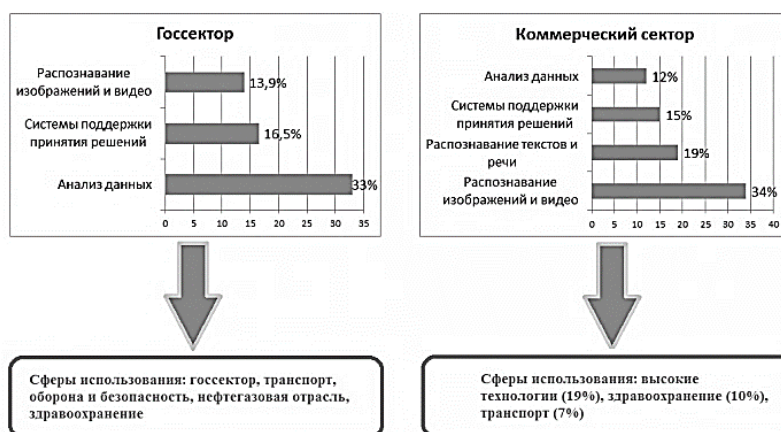 Госсектор
Распознавание
изображений и видео
13,9%
Системы поддержки
принятия решений
16,5%
Анализ данных
33%
0 5 10 15 20 25 30 35
Сферы использования: госсектор, транспорт,
оборона и безопасность, нефтегазовая отрасль,
здравоохранение
Коммерческий сектор
Анализ данных
12%
Системы поддержки
принятия решений
15%
Распознавание текстов и
речи
19%
Распознавание
изображений и видео
34%
0 5 10 15 20 25 30 35 40
Сферы использования: высокие
технологии (19%), здравоохранение (10%),
транспорт (7%)